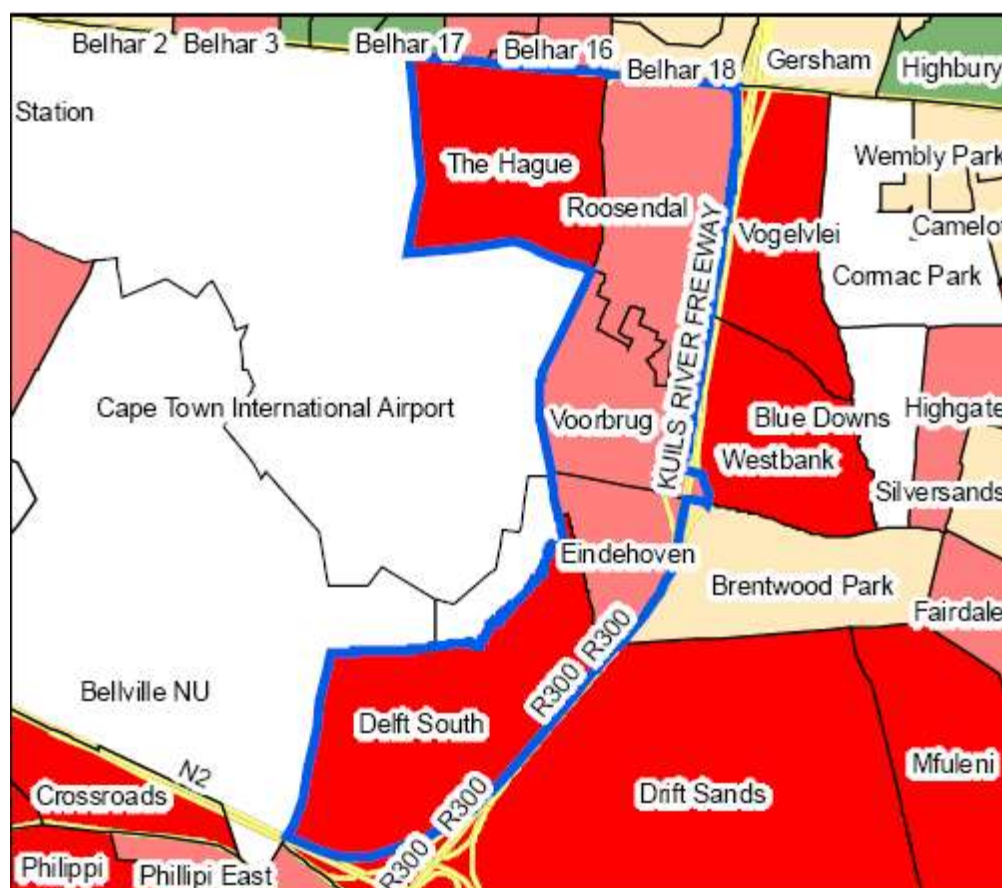 Belhar 2
Belhar 3
Belhar 17
Belhar 16
Belhar 18
Gersham
Highbury
Station
The Hague
Wembly Park
Roosendal
Vogelvlei
Camelo
Cormac Park
KUILS RIVER FREEWAY
Cape Town International Airport
Voorbrug
Blue Downs
Highgate
Westbank
Silversands
Eindehoven
Brentwood Park
Fairdale
R300
R300
Bellville NU
Delft South
N2
Crossroads
R300
Drift Sands
Mfuleni
R300
Philippi
Phillipi East